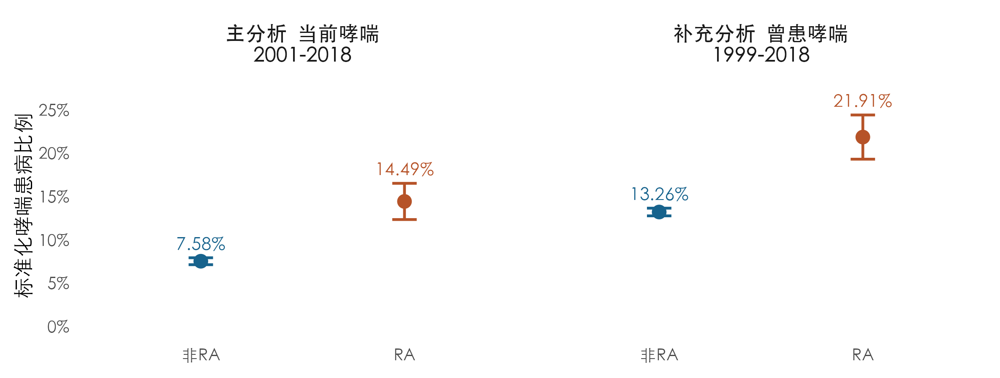 主分析 当前哮喘
2001-2018
补充分析 曾患哮喘
1999-2018
标准化哮喘患病比例
25%
20%
15%
10%
5%
0%
7.58%
14.49%
13.26%
21.91%
非RA
RA
非RA
RA